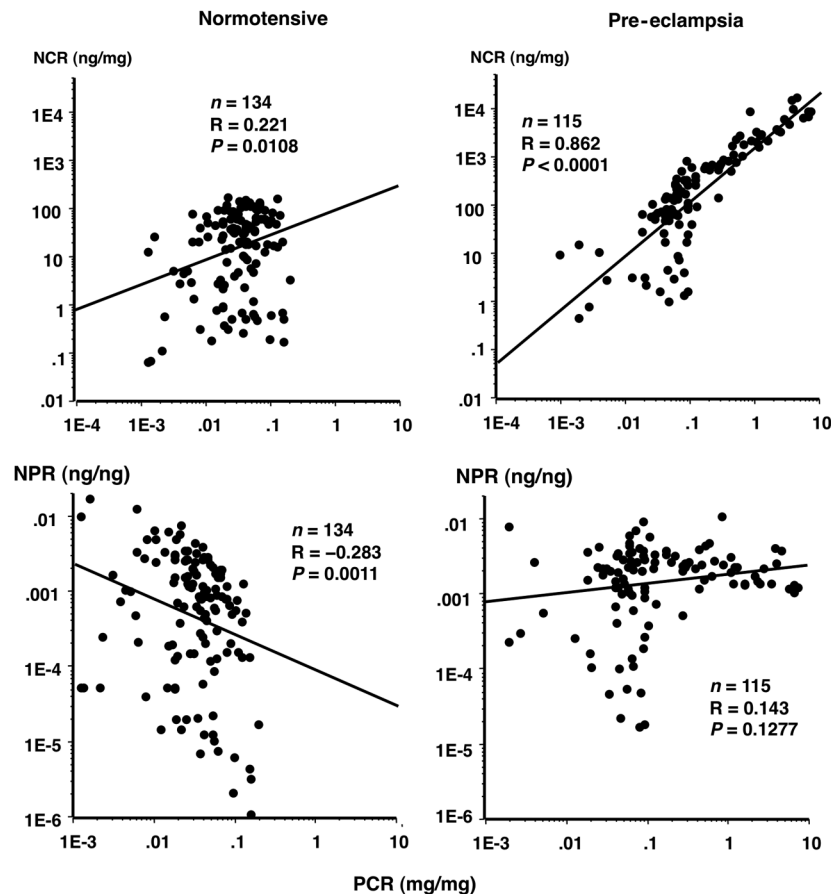 Normotensive
NCR (ng/mg)
n = 134
R = 0.221
P = 0.0108
1E4
1E3
100
10
1
.1
.01
1E-4 1E-3 .01 .1 1 10
Pre-eclampsia
NCR (ng/mg)
n = 115
R = 0.862
P < 0.0001
1E4
1E3
100
10
1
.1
.01
1E-4 1E-3 .01 .1 1 10
NPR (ng/ng)
n = 134
R = −0.283
P = 0.0011
.01
.001
1E-4
1E-5
1E-6
1E-3 .01 .1 1 10
NPR (ng/ng)
.01
.001
1E-4
1E-5
1E-6
n = 115
R = 0.143
P = 0.1277
1E-3 .01 .1 1 10
PCR (mg/mg)